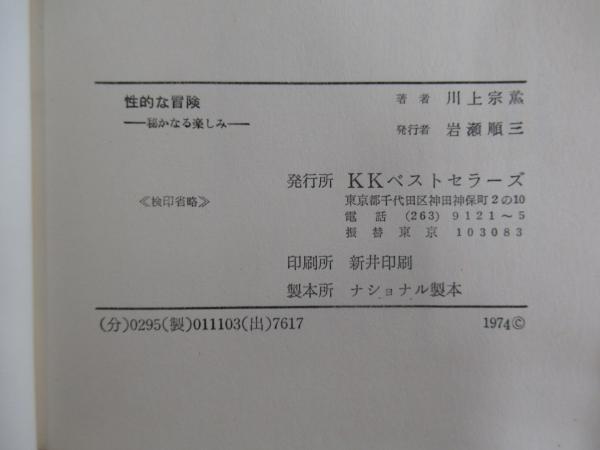 性的な冒険
―秘かなる楽しみ―
著者 川上宗薫
発行者 岩瀬順三
発行所 KKベストセラーズ
東京都千代田区神田神保町2の10
電話 (263) 9121～5
振替東京 103083
≪検印省略≫
印刷所 新井印刷
製本所 ナショナル製本
(分)0295(製)011103(出)7617
1974©